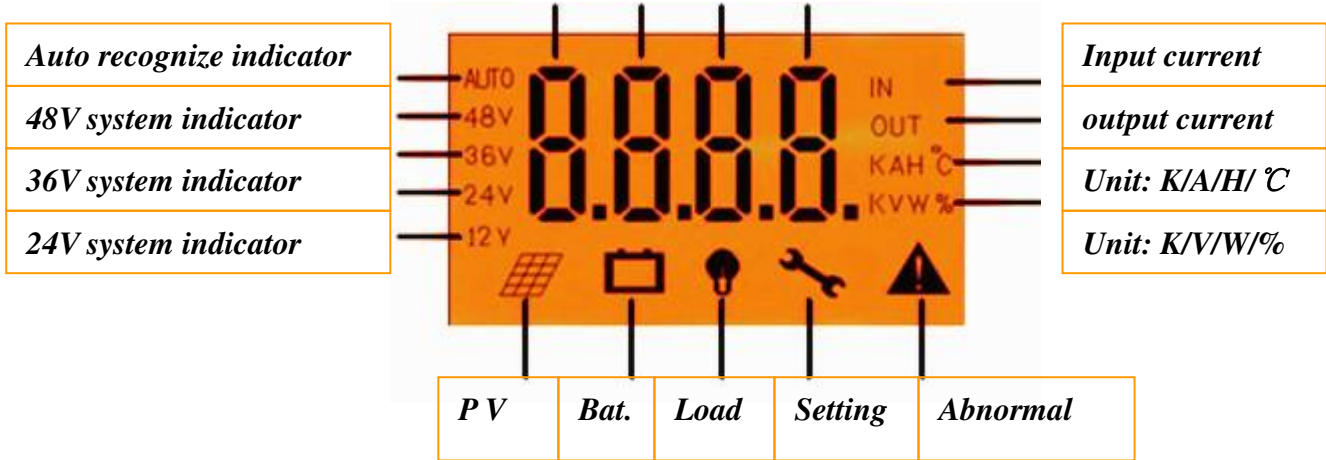 Auto recognize indicator
48V system indicator
36V system indicator
24V system indicator
AUTO
48V
36V
24V
12V
8.8.8.8.
IN
OUT
KAH °C
KVW %
Input current
output current
Unit: K/A/H/ ℃
Unit: K/V/W/%
P V
Bat.
Load
Setting
Abnormal